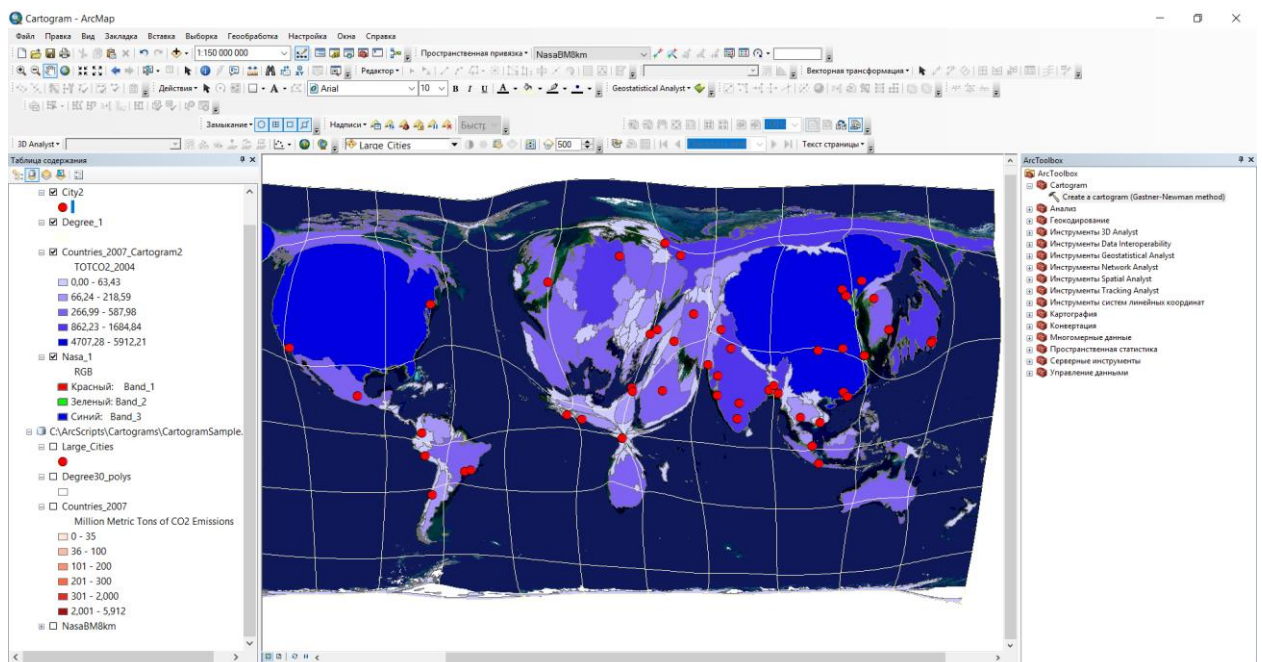 Cartogram - ArcMap
Файл Правка Вид Закладка Вставка Выборка Геообработка Настройка Окна Справка
1:150 000 000 Пространственная привязка NasaBM8km
Редактор Векторная трансформация
Действия A Arial 10 B I U A Geostatistical Analyst
Замыкание Надписи Быстр
3D Analyst Large Cities 500 Текст страницы
Таблица содержания
City2
Degree_1
Countries_2007_Cartogram2
TOTCO2_2004
0,00 - 63,43
66,24 - 218,59
266,99 - 587,98
862,23 - 1684,84
4707,28 - 5912,21
Nasa_1
RGB
Красный: Band_1
Зеленый: Band_2
Синий: Band_3
C:\ArcScripts\Cartograms\CartogramSample.
Large_Cities
Degree30_polys
Countries_2007
Million Metric Tons of CO2 Emissions
0 - 35
36 - 100
101 - 200
201 - 300
301 - 2,000
2,001 - 5,912
NasaBM8km
ArcToolbox
ArcToolbox
Cartogram
Create a cartogram (Gastner-Newman method)
Анализ
Геокодирование
Инструменты 3D Analyst
Инструменты Data Interoperability
Инструменты Geostatistical Analyst
Инструменты Network Analyst
Инструменты Spatial Analyst
Инструменты Tracking Analyst
Инструменты систем линейных координат
Картография
Конвертация
Многомерные данные
Пространственная статистика
Серверные инструменты
Управление данными